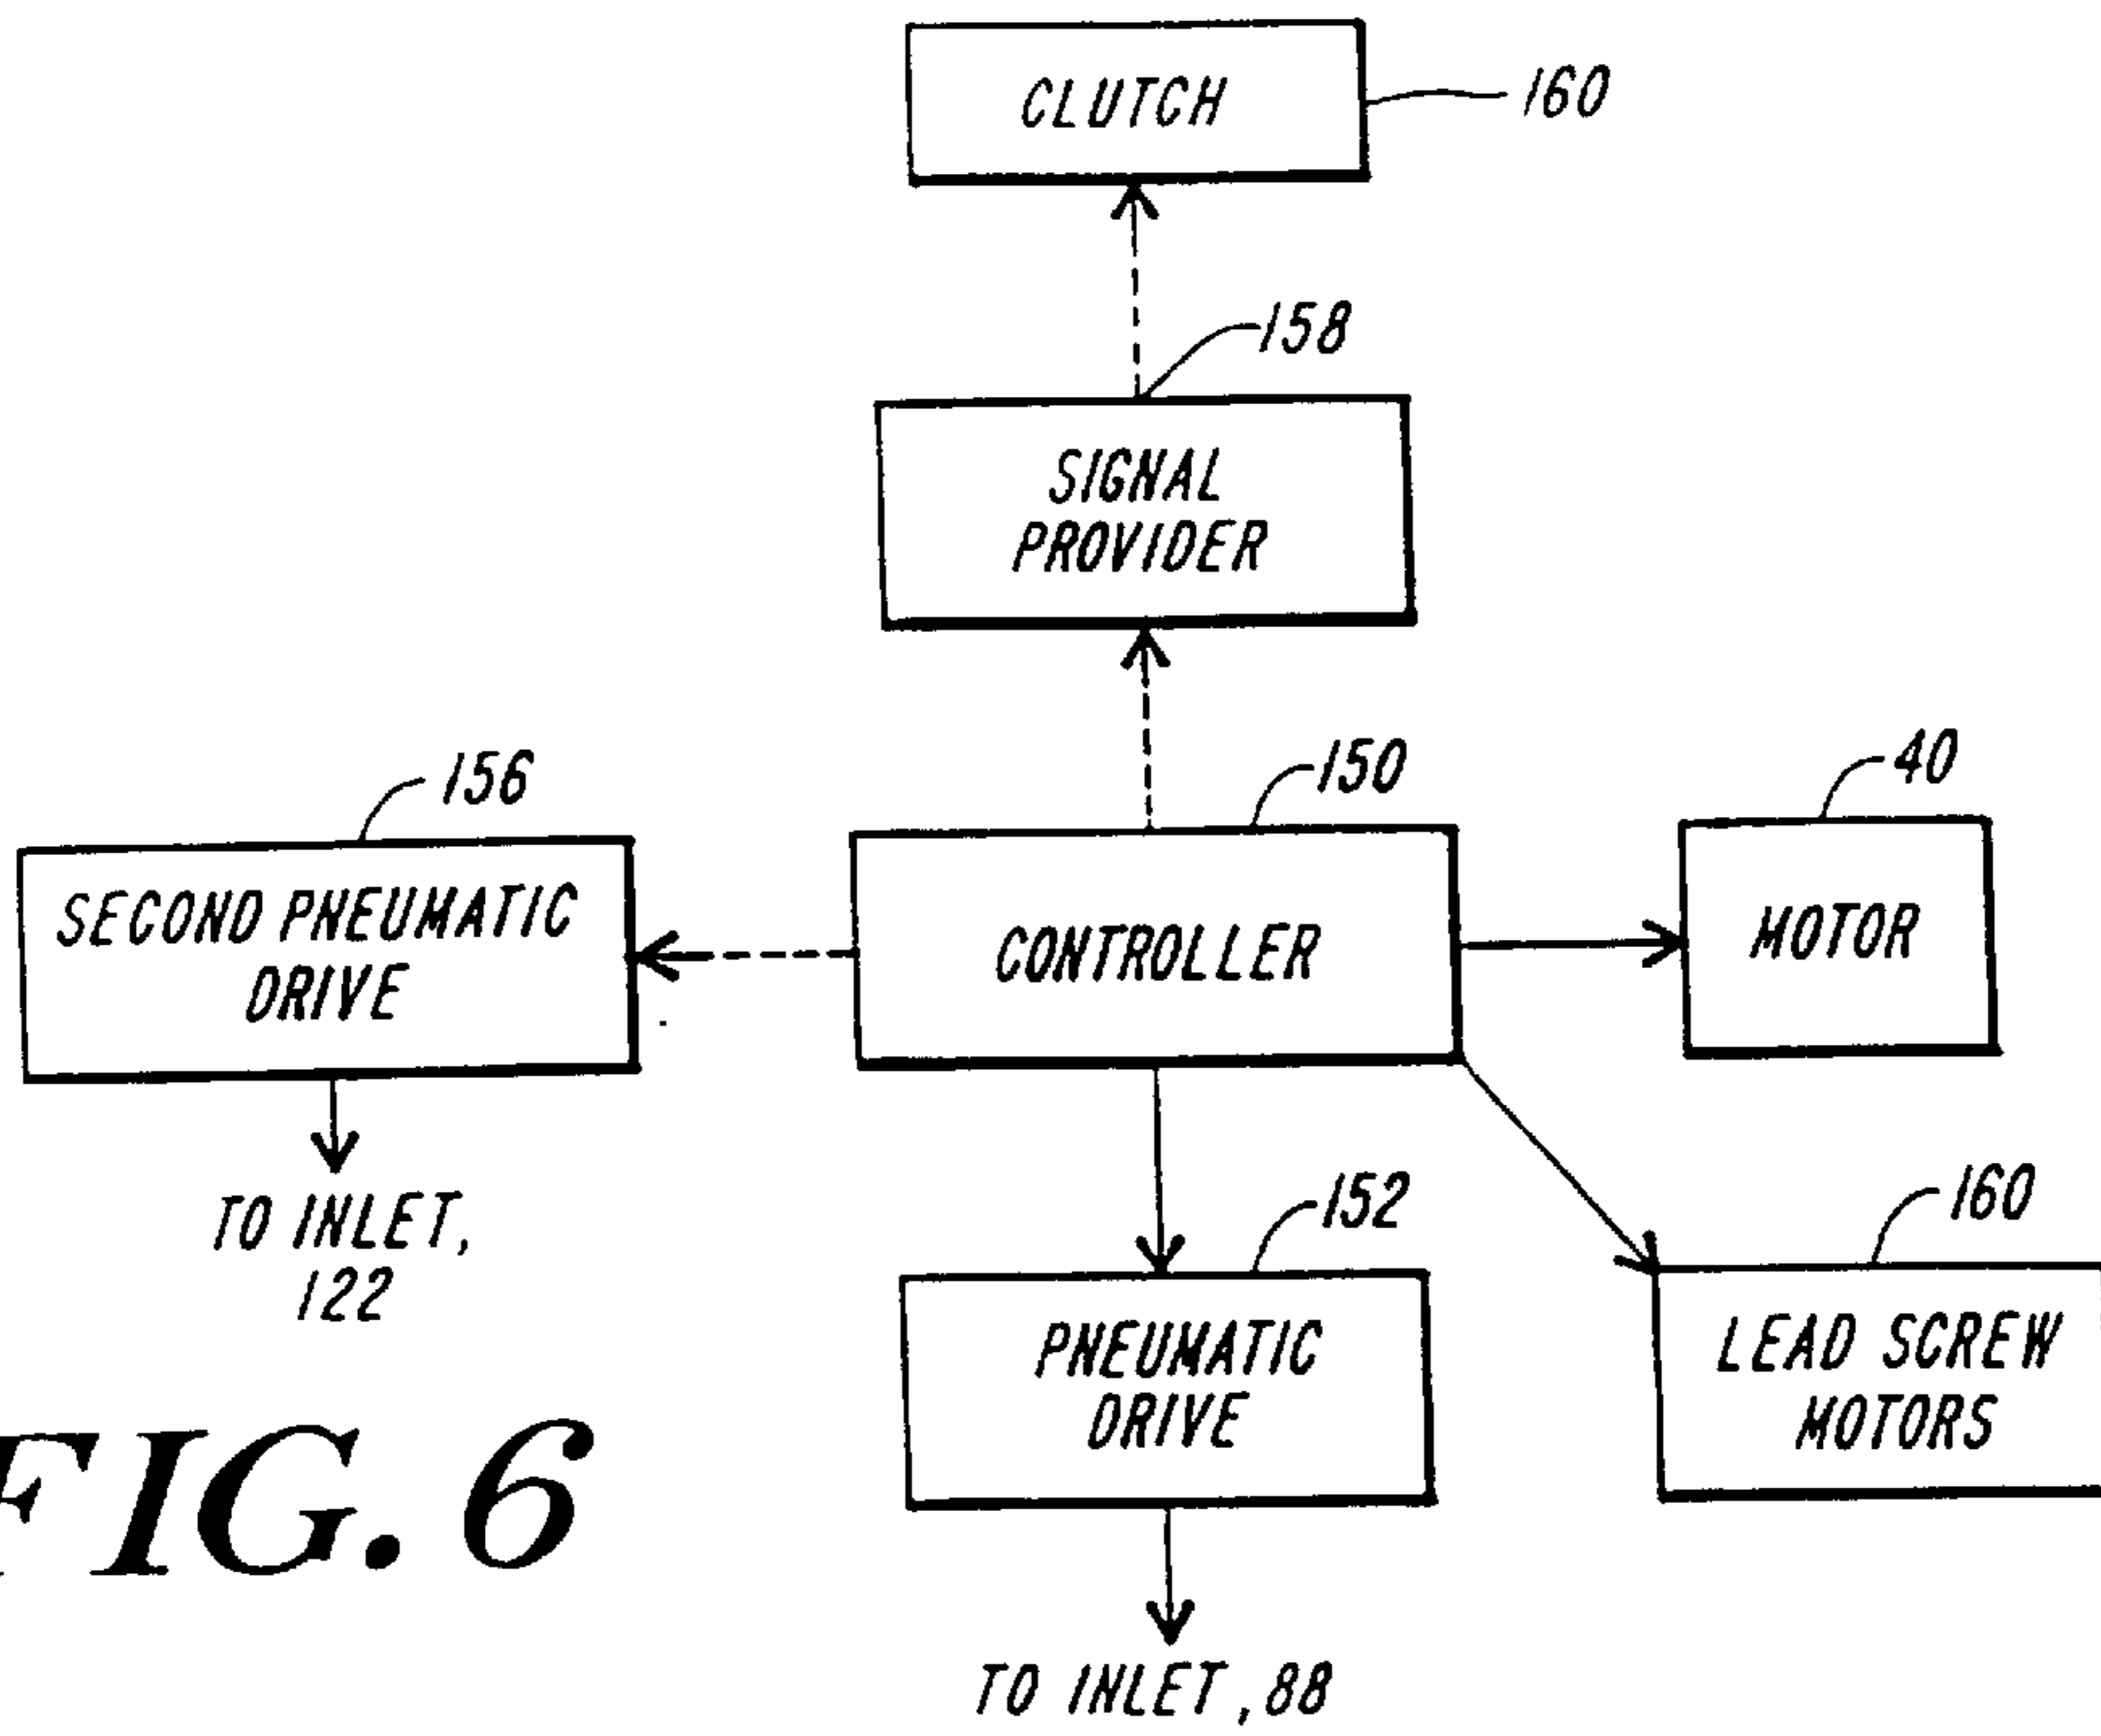 CLUTCH
160
158
SIGNAL
PROVIDER
156
150
40
SECOND PNEUMATIC
DRIVE
CONTROLLER
MOTOR
TO INLET,
122
152
160
PNEUMATIC
DRIVE
LEAD SCREW
MOTORS
FIG. 6
TO INLET, 88